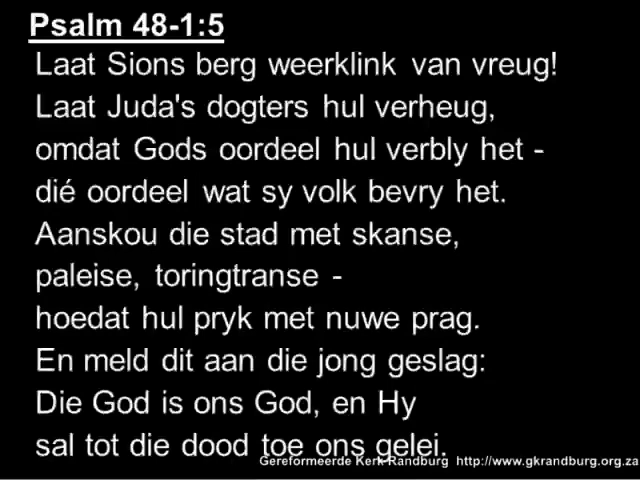 Psalm 48-1:5
Laat Sions berg weerklink van vreug!
Laat Juda's dogters hul verheug,
omdat Gods oordeel hul verbly het -
dié oordeel wat sy volk bevry het.
Aanskou die stad met skanse,
paleise, toringtranse -
hoedat hul pryk met nuwe prag.
En meld dit aan die jong geslag:
Die God is ons God, en Hy
sal tot die dood toe ons gelei.
Gereformeerde Kerk Randburg http://www.gkrandburg.org.za